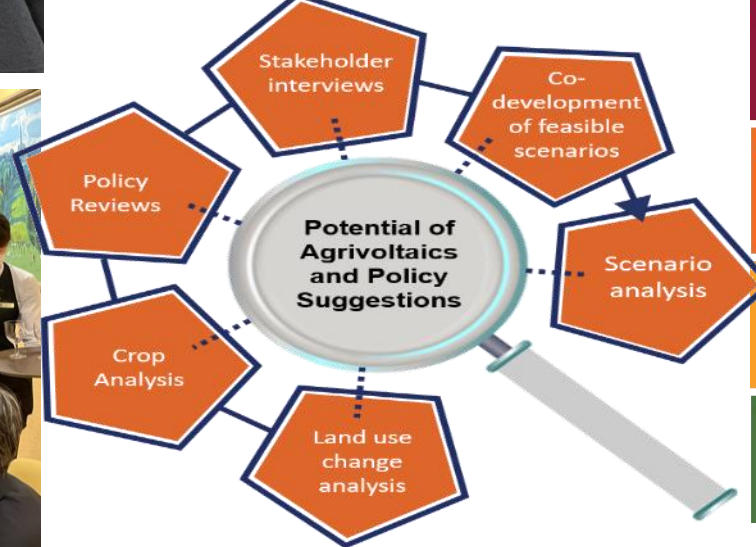 Stakeholder
interviews
Co-
development
of feasible
scenarios
Policy
Reviews
Potential of
Agrivoltaics
and Policy
Suggestions
Scenario
analysis
Crop
Analysis
Land use
change
analysis